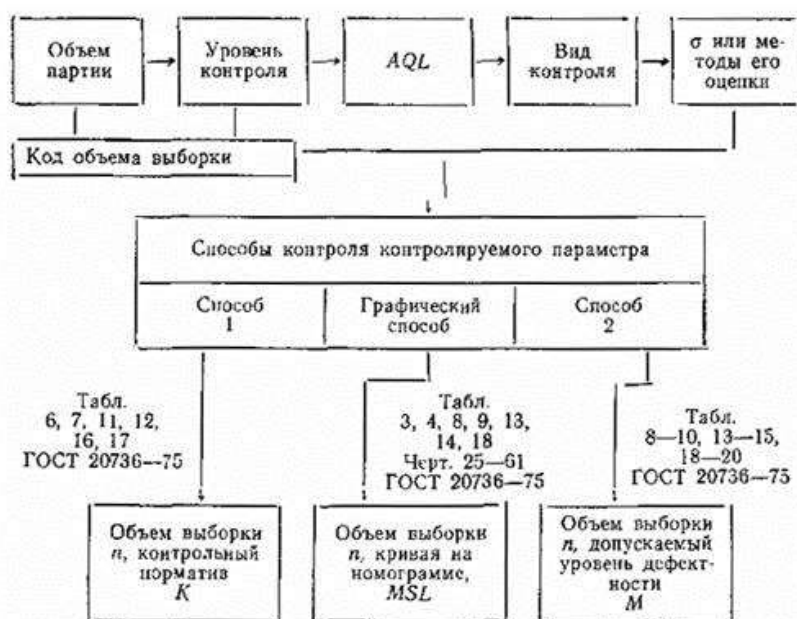 Объем
партии
Уровень
контроля
AQL
Вид
контроля
σ или ме-
тоды его
оценки
Код объема выборки
Способы контроля контролируемого параметра
Способ
1
Графический
способ
Способ
2
Табл.
6, 7, 11, 12,
16, 17
ГОСТ 20736—75
Табл.
3, 4, 8, 9, 13,
14, 18
Черт. 25—61
ГОСТ 20736—75
Табл.
8—10, 13—15,
18—20
ГОСТ 20736—75
Объем выборки
n, контрольный
норматив
K
Объем выборки
n, кривая на
номограмме,
MSL
Объем выборки
n, допускаемый
уровень дефект-
ности
M